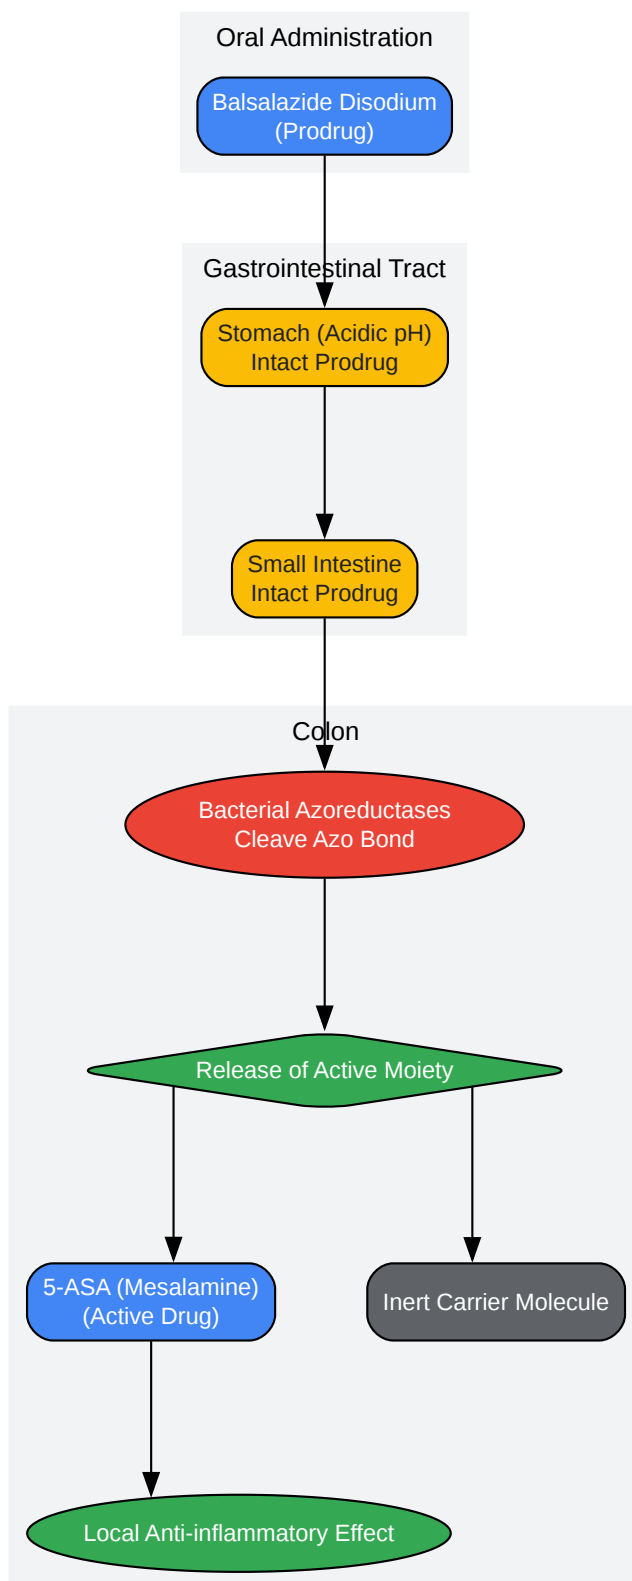 Oral Administration
Balsalazide Disodium
(Prodrug)
Gastrointestinal Tract
Stomach (Acidic pH)
Intact Prodrug
Small Intestine
Intact Prodrug
Colon
Bacterial Azoreductases
Cleave Azo Bond
Release of Active Moiety
5-ASA (Mesalamine)
(Active Drug)
Inert Carrier Molecule
Local Anti-inflammatory Effect